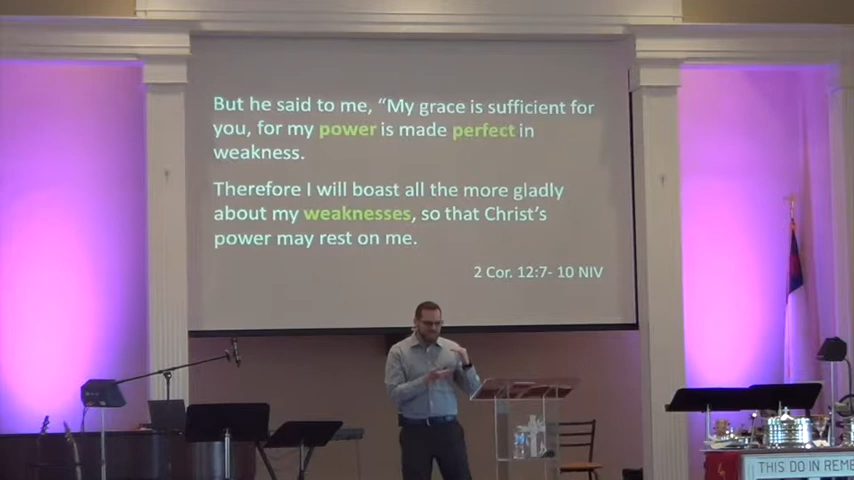 But he said to me, “My grace is sufficient for
you, for my power is made perfect in
weakness.
Therefore I will boast all the more gladly
about my weaknesses, so that Christ’s
power may rest on me.
2 Cor. 12:7- 10 NIV
THIS DO IN REME